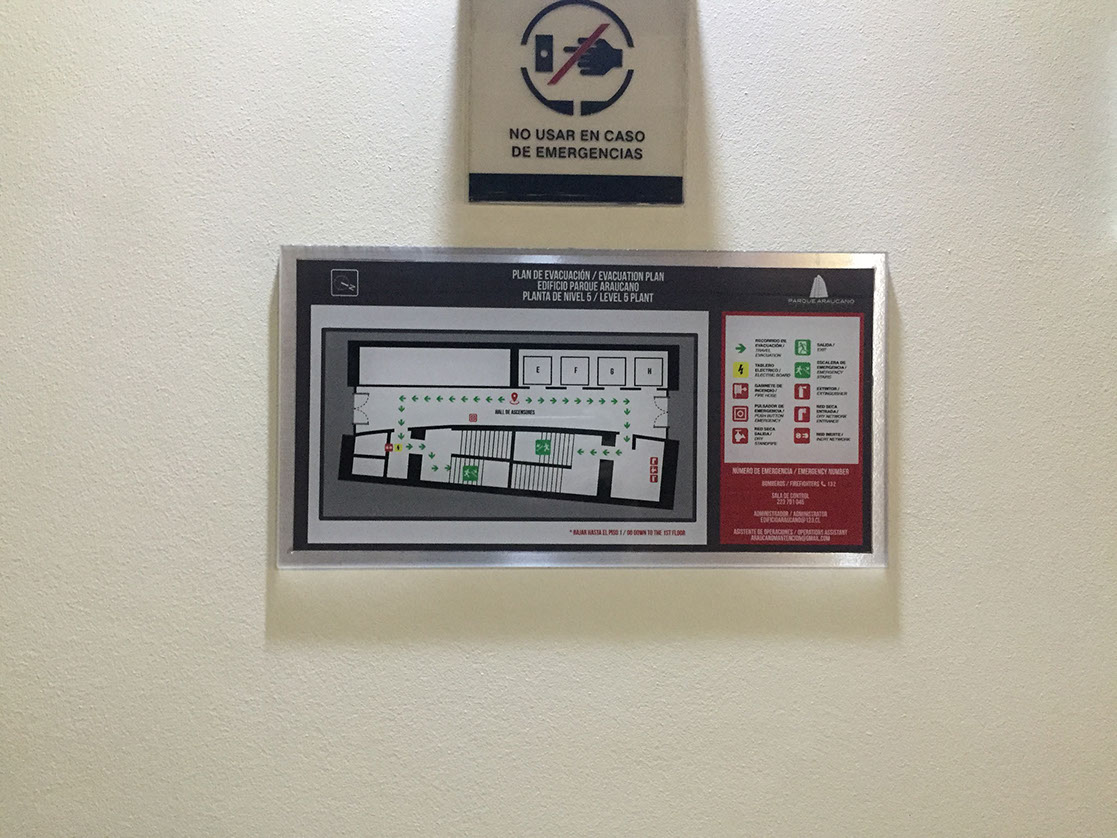 NO USAR EN CASO
DE EMERGENCIAS
PLAN DE EVACUACIÓN / EVACUATION PLAN
EDIFICIO PARQUE ARAUCANO
PLANTA DE NIVEL 5 / LEVEL 5 PLANT
PARQUE ARAUCANO
E
F
G
H
HALL DE ASCENSORES
* BAJAR HASTA EL PISO 1 / GO DOWN TO THE 1ST FLOOR
RECORRIDO DE
EVACUACIÓN /
TRAVEL
EVACUATION
TABLERO
ELECTRICO /
ELECTRIC BOARD
GABINETE DE
INCENDIO /
FIRE HOSE
PULSADOR DE
EMERGENCIA /
PUSH BUTTON
EMERGENCY
RED SECA
SALIDA /
DRY
STANDPIPE
SALIDA /
EXIT
ESCALERA DE
EMERGENCIA /
EMERGENCY
STAIRS
EXTINTOR /
EXTINGUISHER
RED SECA
ENTRADA /
DRY NETWORK
ENTRANCE
RED INERTE /
INERT NETWORK
NÚMERO DE EMERGENCIA / EMERGENCY NUMBER
BOMBEROS / FIREFIGHTERS 132
SALA DE CONTROL
ADMINISTRADOR / ADMINISTRATOR
ASISTENTE DE OPERACIONES / OPERATIONS ASSISTANT
ARAUCANOMANTENCION@GMAIL.COM